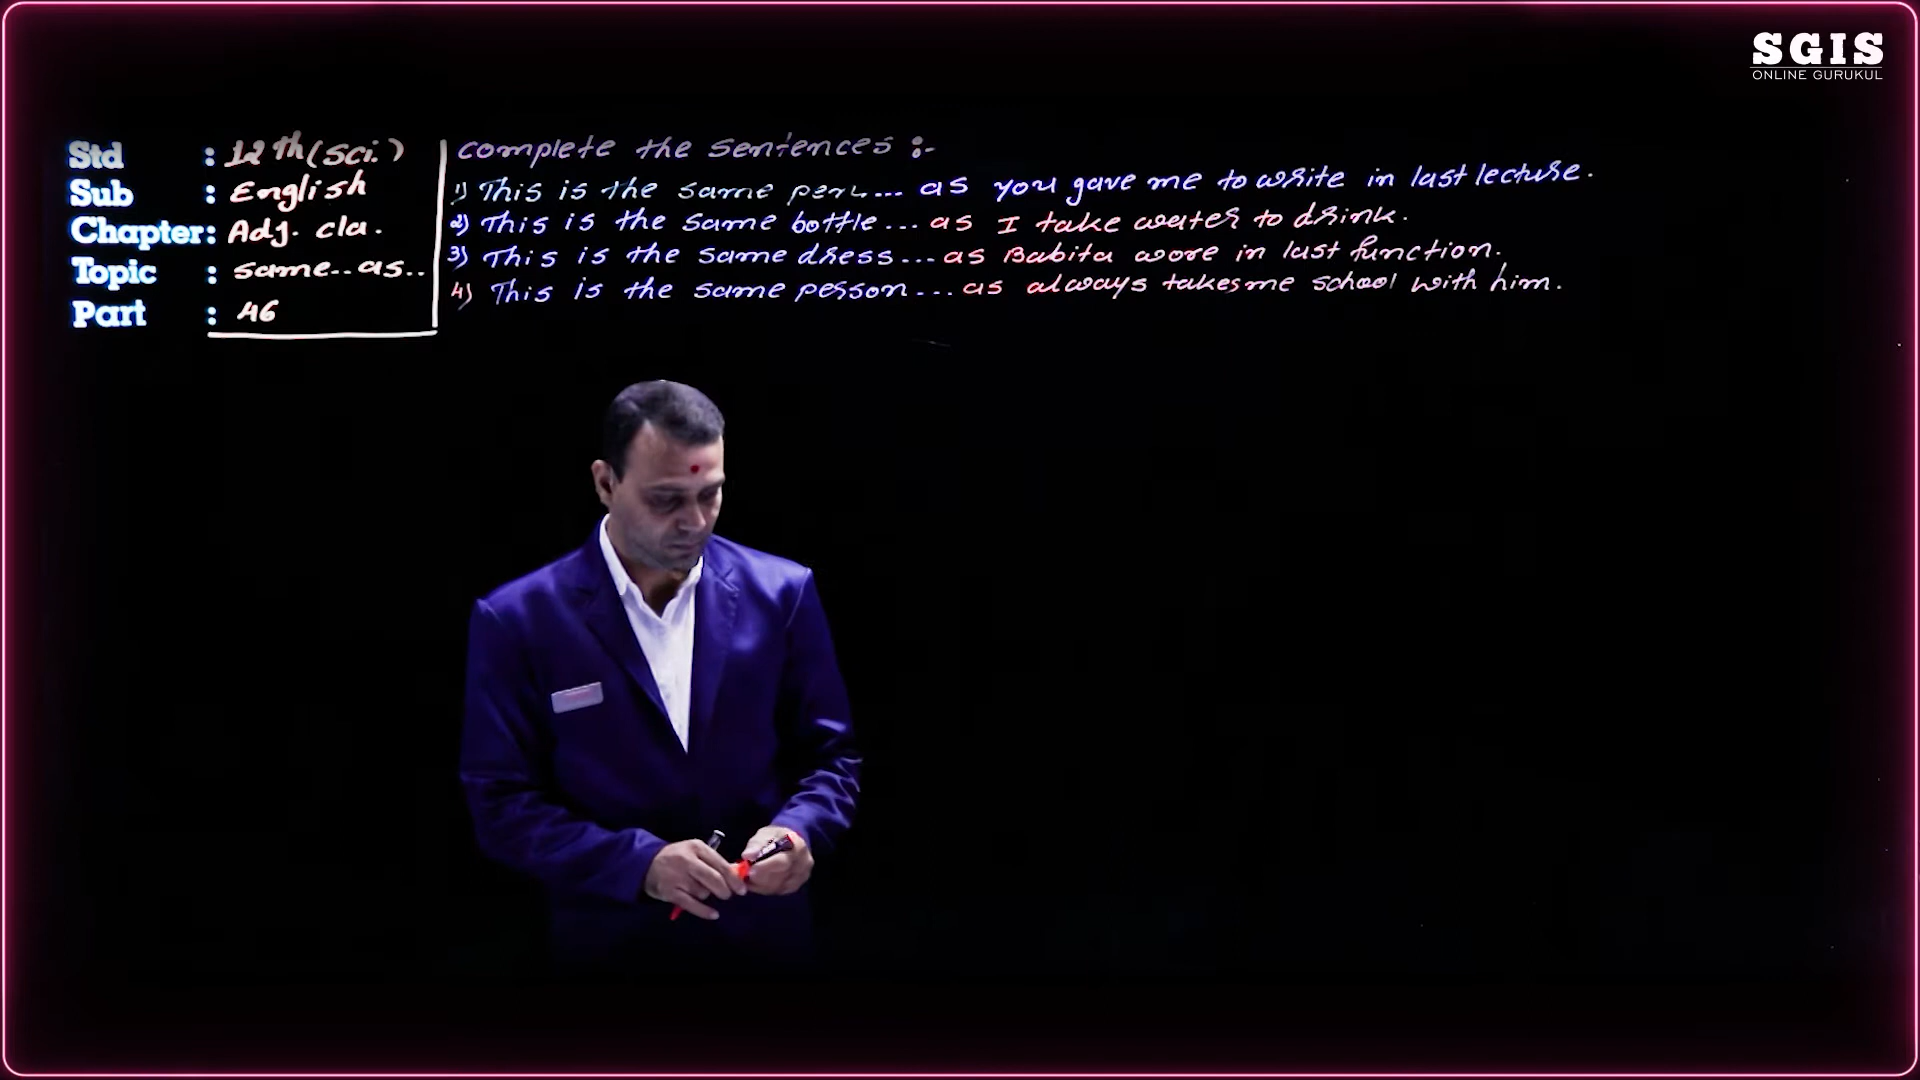 SGIS
ONLINE GURUKUL
Std : 12th (sci.)
Sub : English
Chapter : Adj. cla.
Topic : same.. as..
Part : 46
complete the sentences :-
1) This is the same pen... as you gave me to write in last lecture.
2) This is the same bottle... as I take water to drink.
3) This is the same dress... as Babita wore in last function.
4) This is the same person... as always takes me school with him.